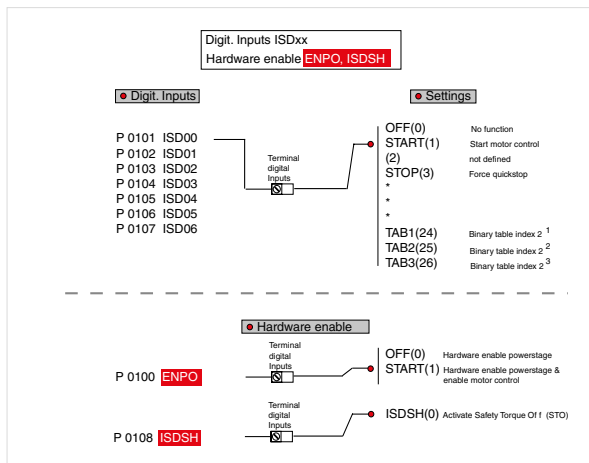 Digit. Inputs ISDxx
Hardware enable ENPO, ISDSH
Digit. Inputs
Settings
P 0101 ISD00
P 0102 ISD01
P 0103 ISD02
P 0104 ISD03
P 0105 ISD04
P 0106 ISD05
P 0107 ISD06
Terminal
digital
Inputs
OFF(0) No function
START(1) Start motor control
(2) not defined
STOP(3) Force quickstop
*
*
*
TAB1(24) Binary table index 2 1
TAB2(25) Binary table index 2 2
TAB3(26) Binary table index 2 3
Hardware enable
P 0100 ENPO
Terminal
digital
Inputs
OFF(0) Hardware enable powerstage
START(1) Hardware enable powerstage &
enable motor control
P 0108 ISDSH
Terminal
digital
Inputs
ISDSH(0) Activate Safety Torque Of f (STO)